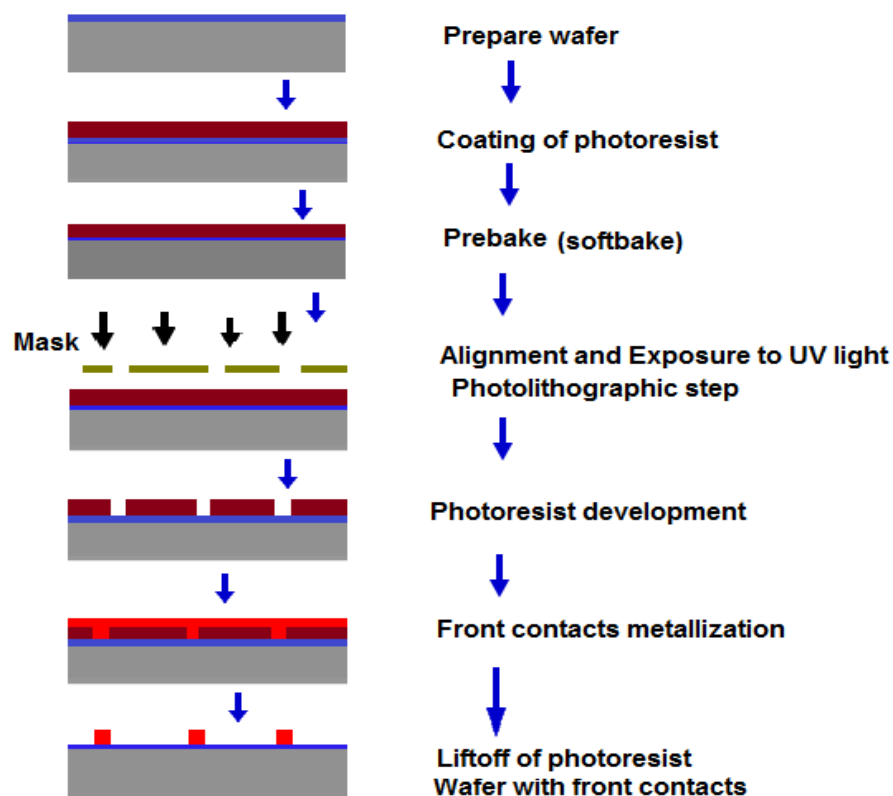 Prepare wafer
Coating of photoresist
Prebake (softbake)
Mask
Alignment and Exposure to UV light
Photolithographic step
Photoresist development
Front contacts metallization
Liftoff of photoresist
Wafer with front contacts